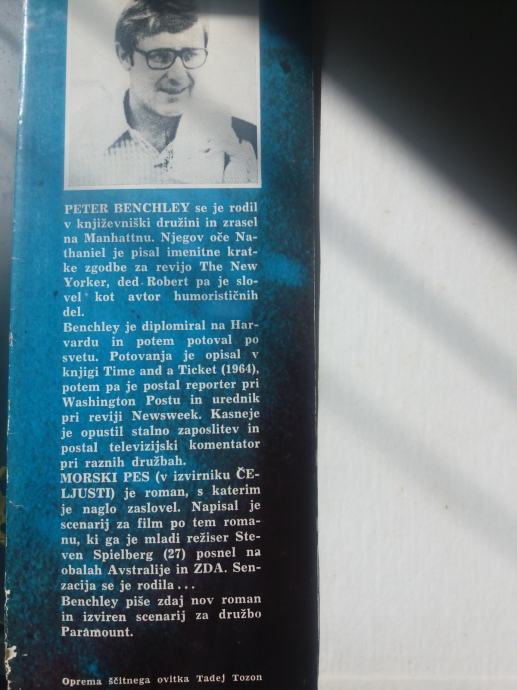 PETER BENCHLEY se je rodil
v književniški družini in zrasel
na Manhattnu. Njegov oče Na-
thaniel je pisal imenitne krat-
ke zgodbe za revijo The New
Yorker, ded Robert pa je slo-
vel kot avtor humorističnih
del.
Benchley je diplomiral na Har-
vardu in potem potoval po
svetu. Potovanja je opisal v
knjigi Time and a Ticket (1964),
potem pa je postal reporter pri
Washington Postu in urednik
pri reviji Newsweek. Kasneje
je opustil stalno zaposlitev in
postal televizijski komentator
pri raznih družbah.
MORSKI PES (v izvirniku ČE-
LJUSTI) je roman, s katerim
je naglo zaslovel. Napisal je
scenarij za film po tem roma-
nu, ki ga je mladi režiser Ste-
ven Spielberg (27) posnel na
obalah Avstralije in ZDA. Sen-
zacija se je rodila...
Benchley piše zdaj nov roman
in izviren scenarij za družbo
Paramount.
Oprema ščitnega ovitka Tadej Tozon